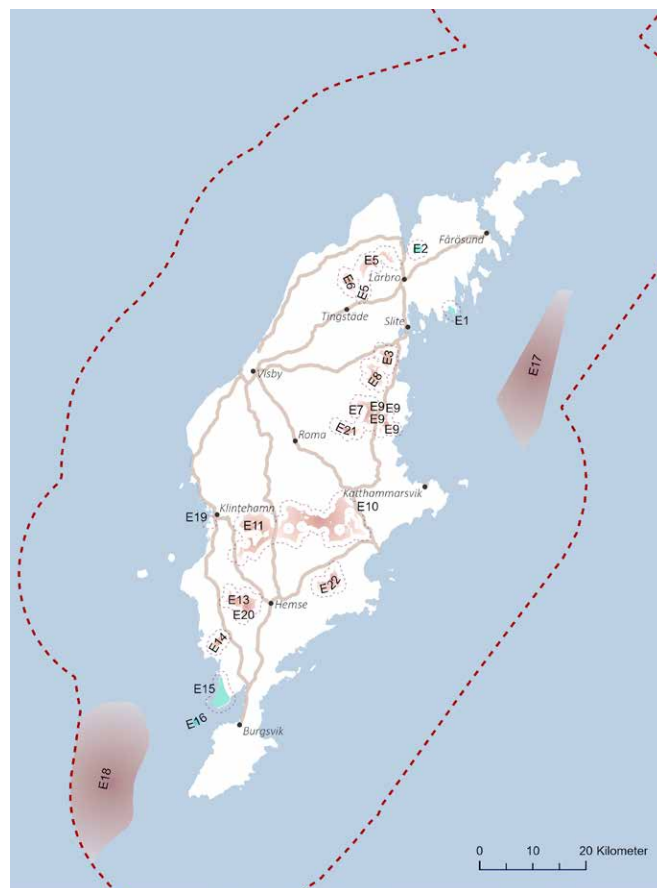 Fårösund
E2
E5
Lärbro
E6
E5
Tingstäde
E1
Slite
E3
E17
Visby
E8
E7
E9
E9
E9
E9
E21
Roma
Katthammarsvik
E10
Klintehamn
E19
E11
E22
E13
E20
Hemse
E14
E15
E16
Burgsvik
E18
0
10
20 Kilometer